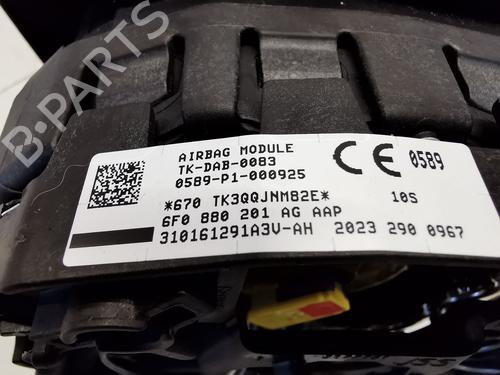 B-PARTS
AIRBAG MODULE
TK-DAB-0083
0589-P1-000925
CE 0589
*670 TK3QQJNM82E* 10S
6F0 880 201 AG AAP
310161291A3V-AH 2023 290 0967